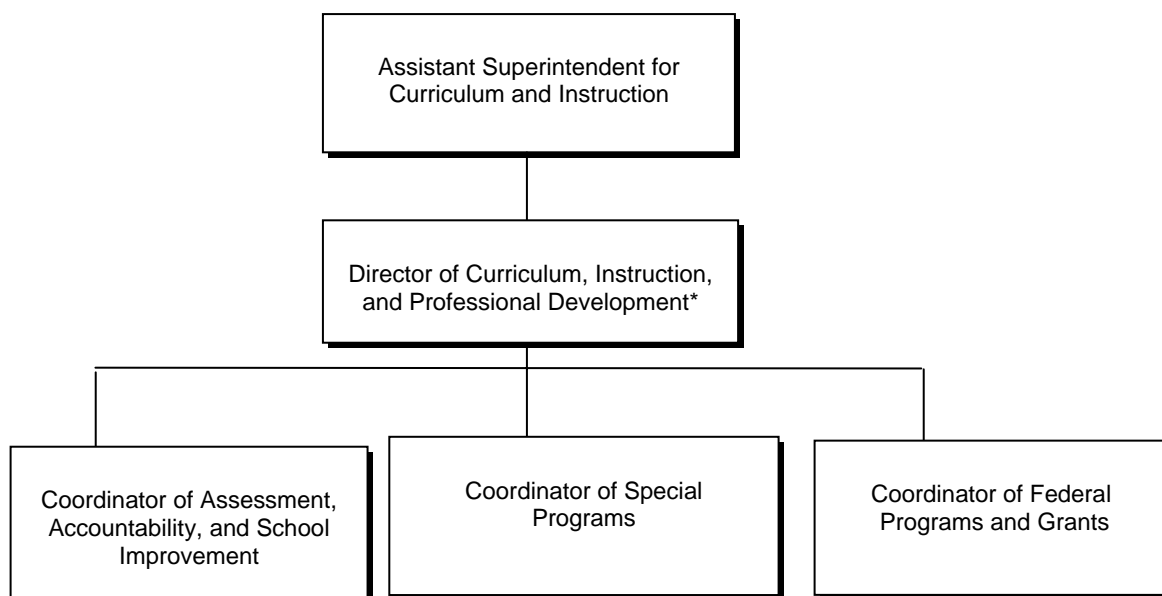 Assistant Superintendent for
Curriculum and Instruction
Director of Curriculum, Instruction,
and Professional Development*
Coordinator of Assessment,
Accountability, and School
Improvement
Coordinator of Special
Programs
Coordinator of Federal
Programs and Grants